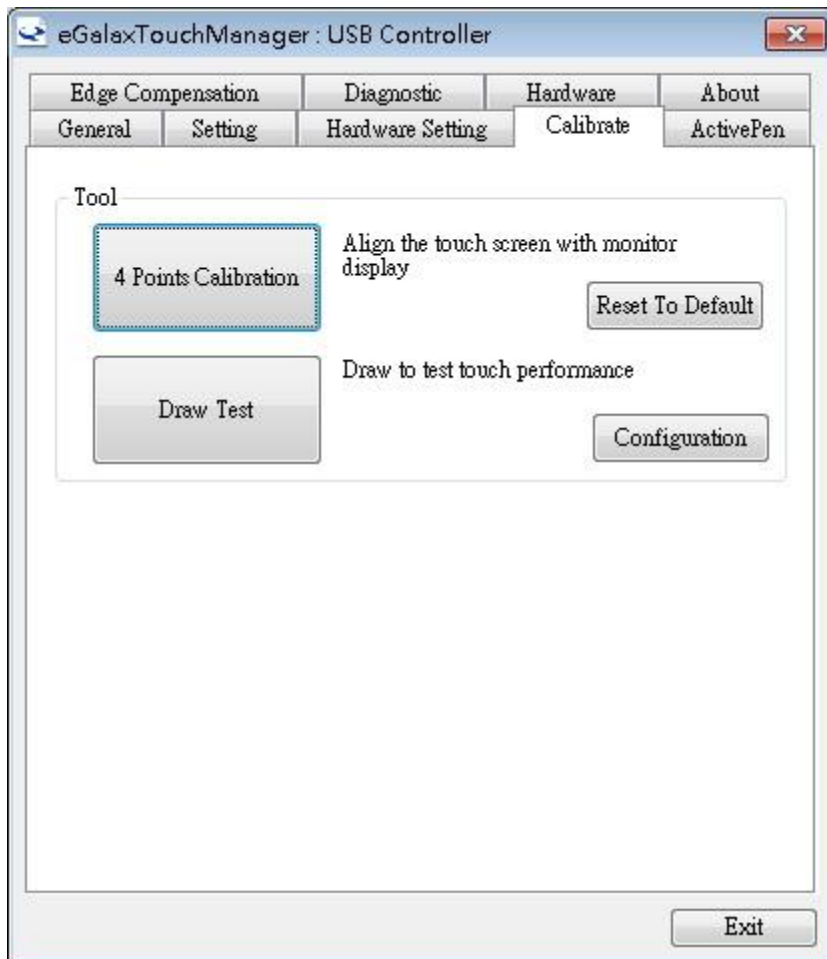 eGalaxTouchManager : USB Controller
Edge Compensation Diagnostic Hardware About
General Setting Hardware Setting Calibrate ActivePen
Tool
4 Points Calibration
Align the touch screen with monitor
display
Reset To Default
Draw Test
Draw to test touch performance
Configuration
Exit